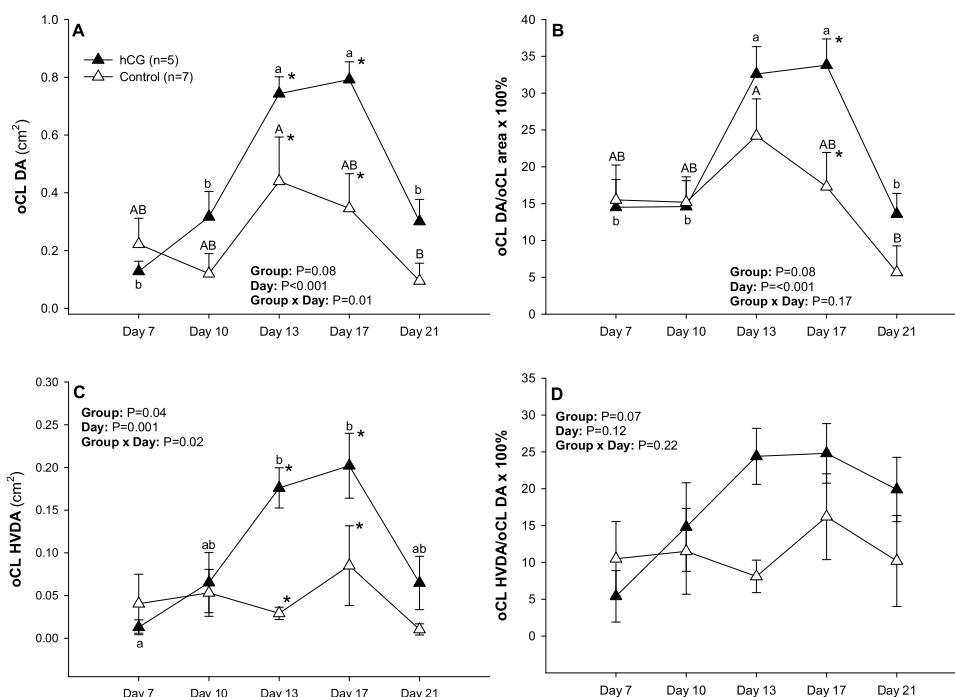 A
hCG (n=5)
Control (n=7)
oCL DA (cm²)
1.0
0.8
0.6
0.4
0.2
0.0
a *
a *
A *
AB *
AB
b
AB
b
b
B
Group: P=0.08
Day: P<0.001
Group x Day: P=0.01
Day 7 Day 10 Day 13 Day 17 Day 21
B
oCL DA/oCL area x 100%
40
35
30
25
20
15
10
5
0
a
a *
A
AB *
AB
AB
b
b
b
B
Group: P=0.08
Day: P=<0.001
Group x Day: P=0.17
Day 7 Day 10 Day 13 Day 17 Day 21
C
Group: P=0.04
Day: P=0.001
Group x Day: P=0.02
oCL HVDA (cm²)
0.30
0.25
0.20
0.15
0.10
0.05
0.00
b *
b *
*
ab
ab
*
a
Day 7 Day 10 Day 13 Day 17 Day 21
D
Group: P=0.07
Day: P=0.12
Group x Day: P=0.22
oCL HVDA/oCL DA x 100%
35
30
25
20
15
10
5
0
Day 7 Day 10 Day 13 Day 17 Day 21